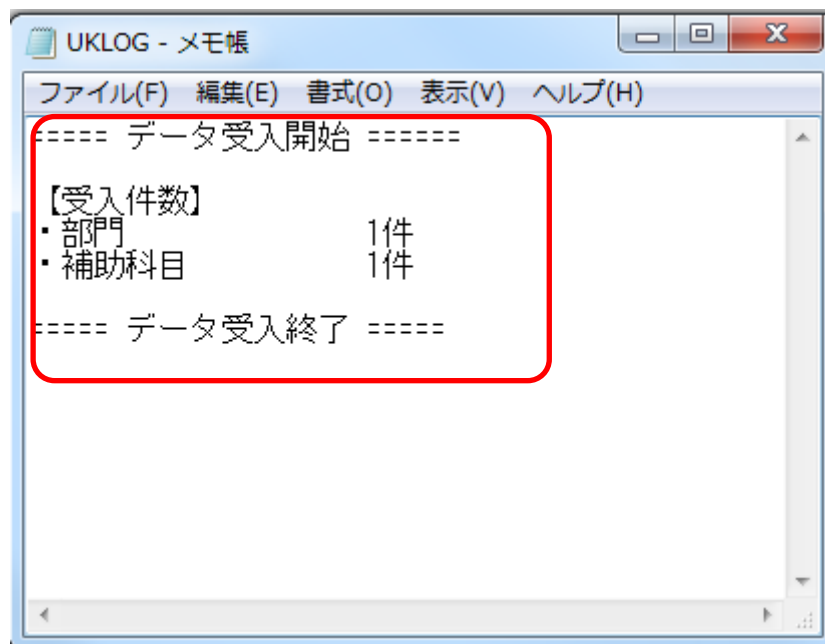 UKLOG - メモ帳
ファイル(F) 編集(E) 書式(O) 表示(V) ヘルプ(H)
===== データ受入開始 ======
【受入件数】
・部門 1件
・補助科目 1件
===== データ受入終了 =====